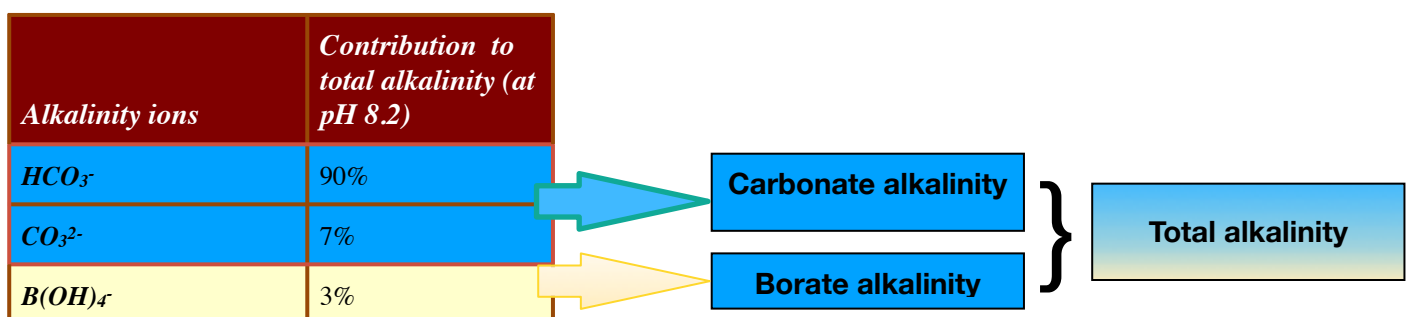 Alkalinity ions
Contribution to
total alkalinity (at
pH 8.2)
HCO₃⁻
90%
CO₃²⁻
7%
B(OH)₄⁻
3%
Carbonate alkalinity
Borate alkalinity
}
Total alkalinity